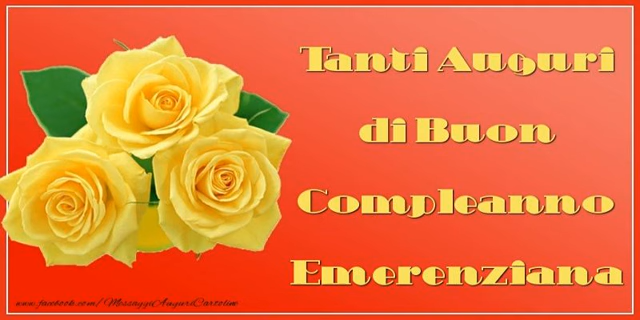 Tanti Auguri
di Buon
Compleanno
Emerenziana
www.facebook.com/MessaggiAuguriCartoline